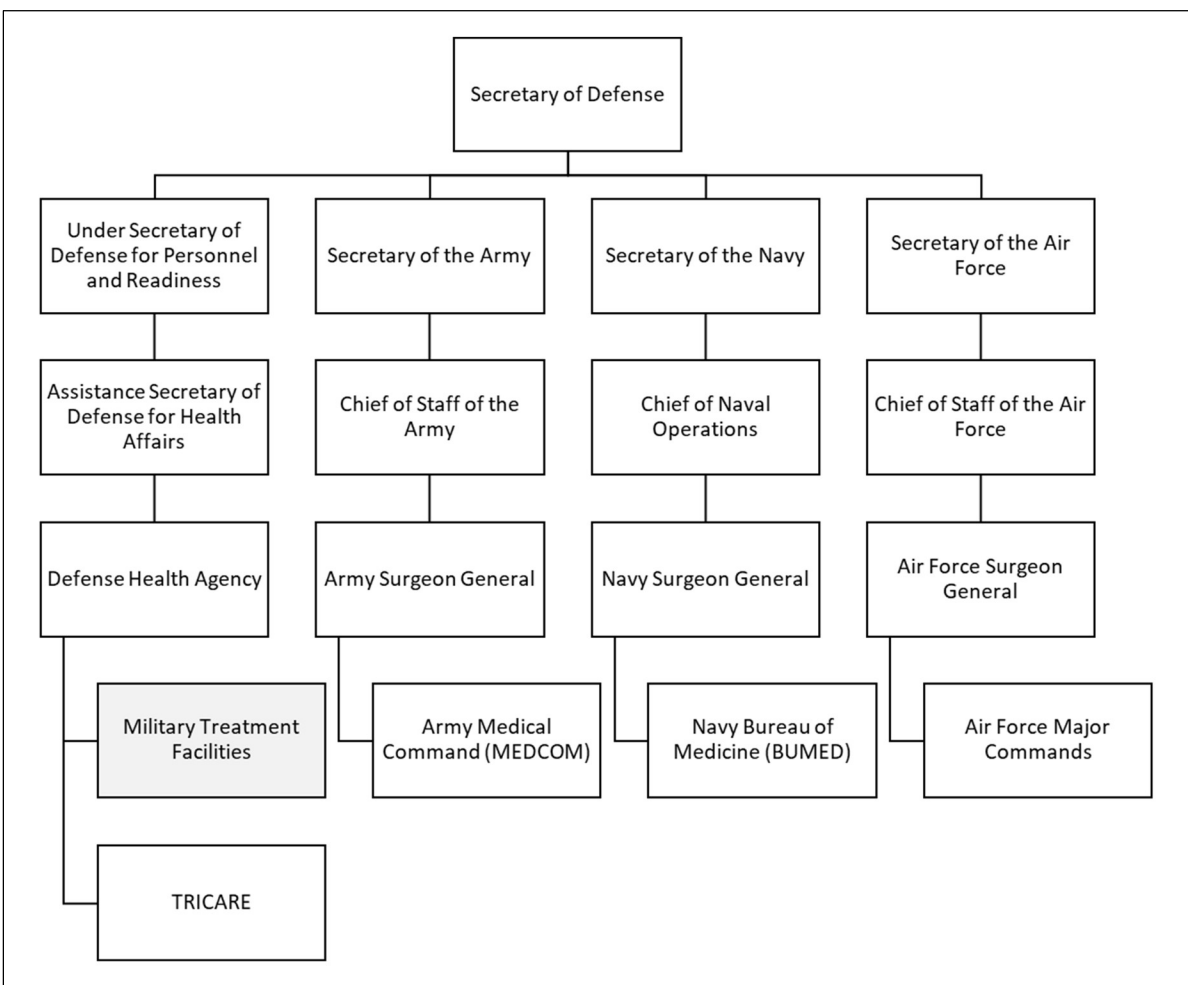 Secretary of Defense
Under Secretary of
Defense for Personnel
and Readiness
Secretary of the Army
Secretary of the Navy
Secretary of the Air
Force
Assistance Secretary of
Defense for Health
Affairs
Chief of Staff of the
Army
Chief of Naval
Operations
Chief of Staff of the Air
Force
Defense Health Agency
Army Surgeon General
Navy Surgeon General
Air Force Surgeon
General
Military Treatment
Facilities
Army Medical
Command (MEDCOM)
Navy Bureau of
Medicine (BUMED)
Air Force Major
Commands
TRICARE